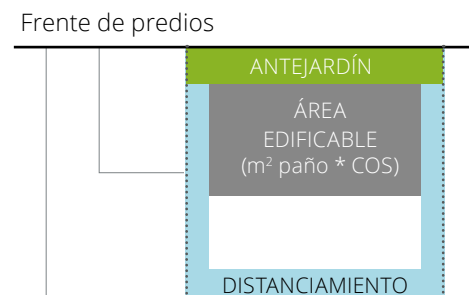 Frente de predios
ANTEJARDÍN
ÁREA
EDIFICABLE
(m² paño * COS)
DISTANCIAMIENTO